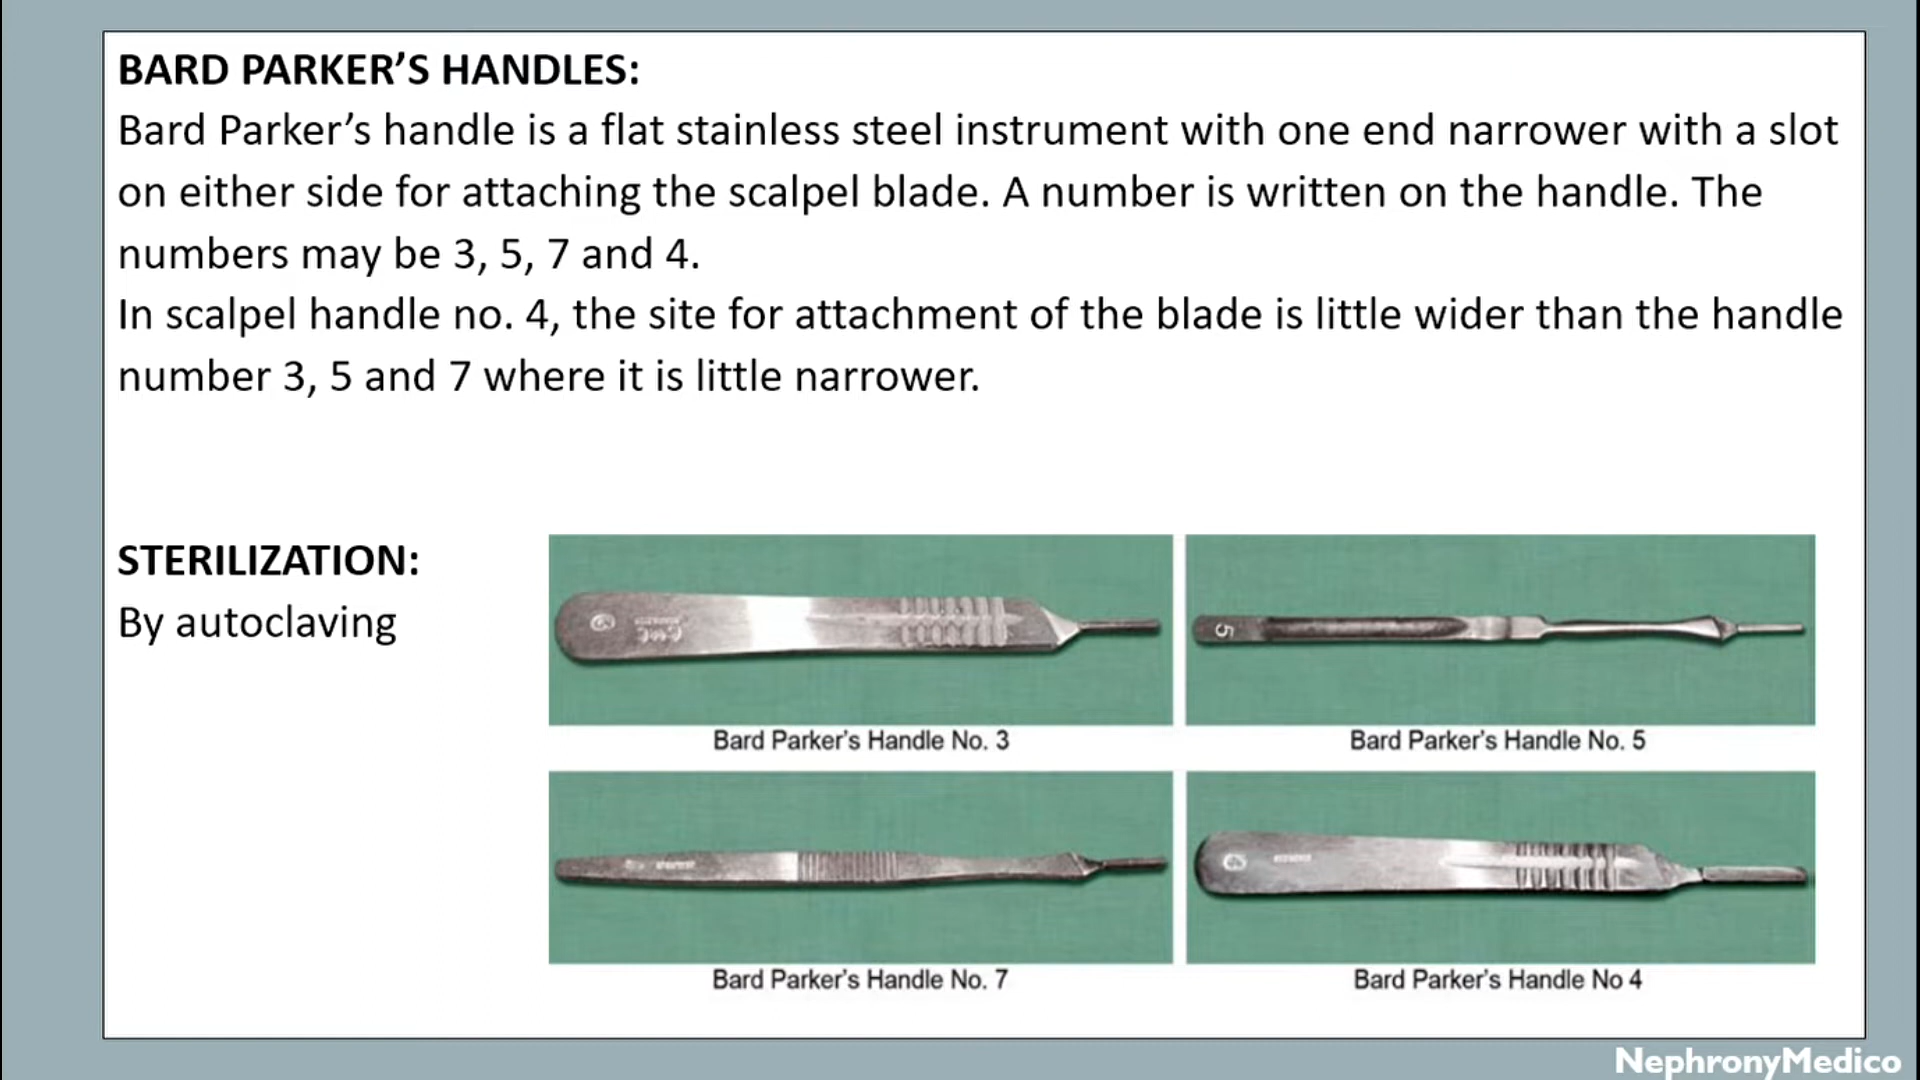 BARD PARKER’S HANDLES:
Bard Parker’s handle is a flat stainless steel instrument with one end narrower with a slot
on either side for attaching the scalpel blade. A number is written on the handle. The
numbers may be 3, 5, 7 and 4.
In scalpel handle no. 4, the site for attachment of the blade is little wider than the handle
number 3, 5 and 7 where it is little narrower.
STERILIZATION:
By autoclaving
5
Bard Parker’s Handle No. 3
Bard Parker’s Handle No. 5
Bard Parker’s Handle No. 7
Bard Parker’s Handle No 4
NephronyMedico